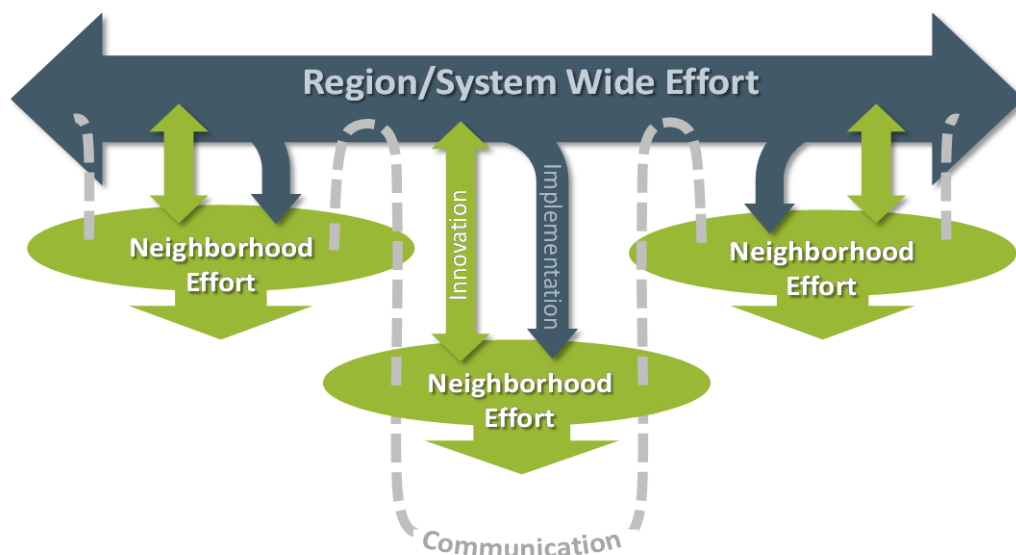 Region/System Wide Effort
Innovation
Implementation
Neighborhood
Effort
Neighborhood
Effort
Neighborhood
Effort
Communication